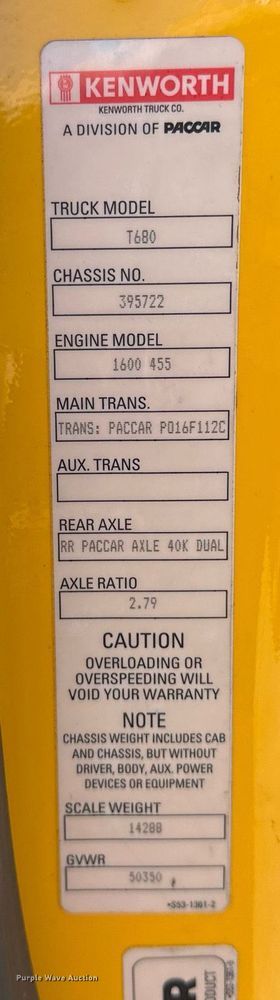 KENWORTH
KENWORTH TRUCK CO.
A DIVISION OF PACCAR
TRUCK MODEL
T680
CHASSIS NO.
395722
ENGINE MODEL
1600 455
MAIN TRANS.
TRANS: PACCAR PO16F112C
AUX. TRANS
REAR AXLE
RR PACCAR AXLE 40K DUAL
AXLE RATIO
2.79
CAUTION
OVERLOADING OR
OVERSPEEDING WILL
VOID YOUR WARRANTY
NOTE
CHASSIS WEIGHT INCLUDES CAB
AND CHASSIS, BUT WITHOUT
DRIVER, BODY, AUX. POWER
DEVICES OR EQUIPMENT
SCALE WEIGHT
14288
GVWR
50350
*S53-1301-2
Purple Wave Auction